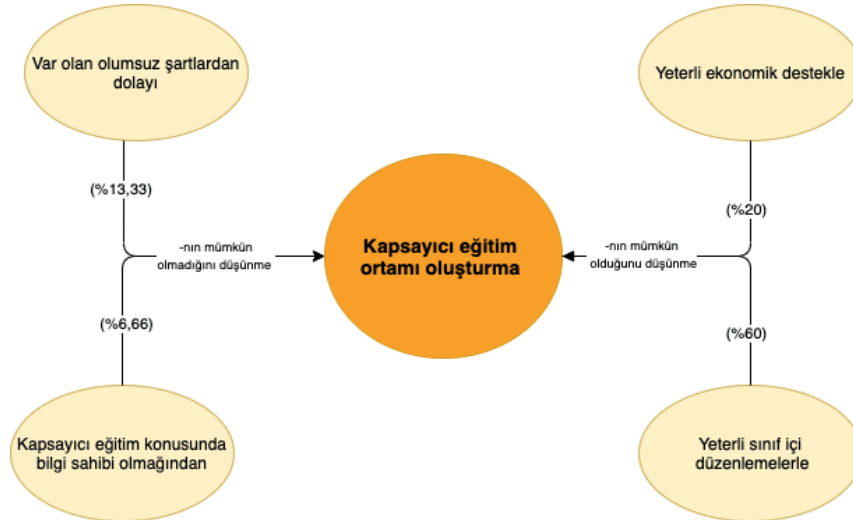 Var olan olumsuz şartlardan
dolayı
Yeterli ekonomik destekle
(%13,33)
(%20)
-nın mümkün
olmadığını düşünme
Kapsayıcı eğitim
ortamı oluşturma
-nın mümkün
olduğunu düşünme
(%6,66)
(%60)
Kapsayıcı eğitim konusunda
bilgi sahibi olmağından
Yeterli sınıf içi
düzenlemelerle